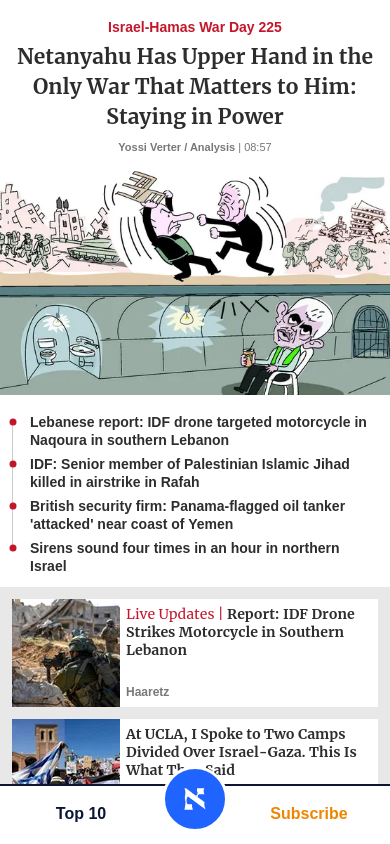 Israel-Hamas War Day 225
Netanyahu Has Upper Hand in the
Only War That Matters to Him:
Staying in Power
Yossi Verter / Analysis | 08:57
Lebanese report: IDF drone targeted motorcycle in
Naqoura in southern Lebanon
IDF: Senior member of Palestinian Islamic Jihad
killed in airstrike in Rafah
British security firm: Panama-flagged oil tanker
'attacked' near coast of Yemen
Sirens sound four times in an hour in northern
Israel
Live Updates | Report: IDF Drone
Strikes Motorcycle in Southern
Lebanon
Haaretz
At UCLA, I Spoke to Two Camps
Divided Over Israel-Gaza. This Is
What Said
Top 10
Subscribe